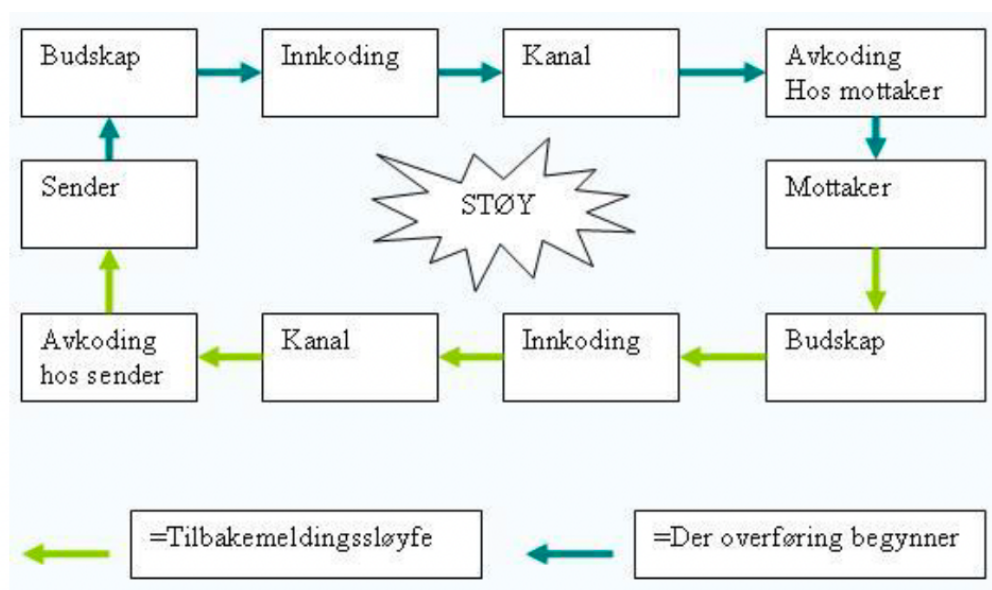 Budskap
Innkoding
Kanal
Avkoding
Hos mottaker
Sender
STØY
Mottaker
Avkoding
hos sender
Kanal
Innkoding
Budskap
=Tilbakemeldingssløyfe
=Der overføring begynner